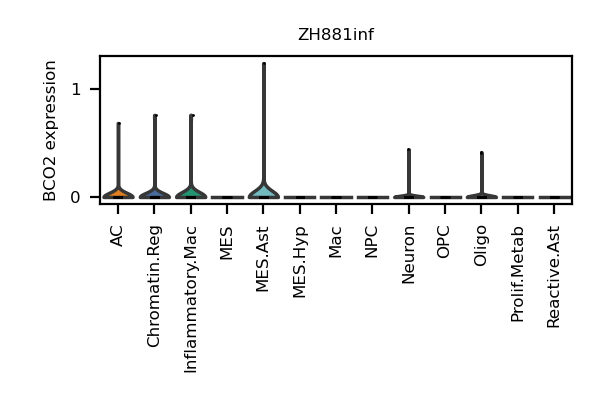 ZH881inf
BCO2 expression
1
0
AC
Chromatin.Reg
Inflammatory.Mac
MES
MES.Ast
MES.Hyp
Mac
NPC
Neuron
OPC
Oligo
Prolif.Metab
Reactive.Ast